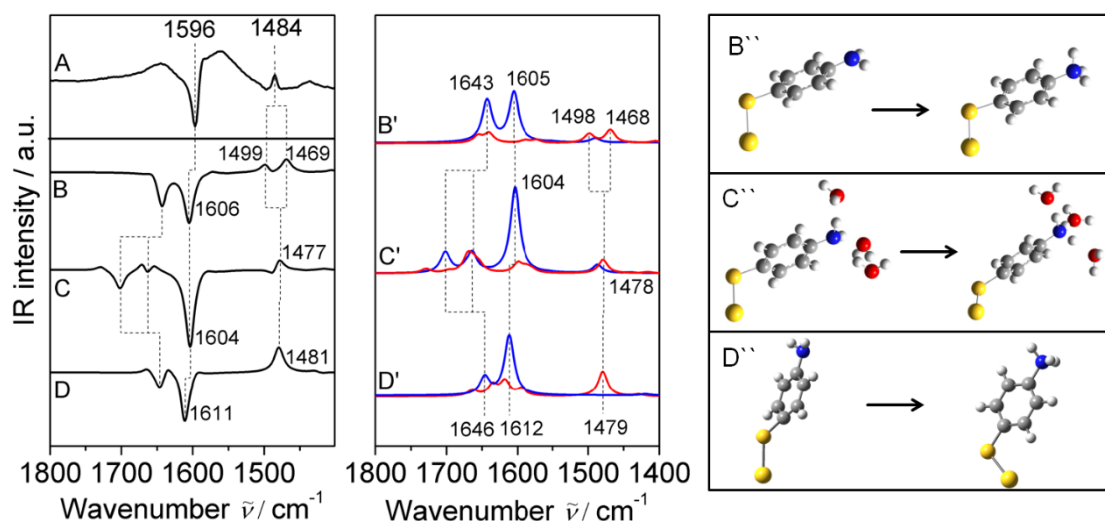 1596
1484
A
B
1499
1469
1606
C
1477
1604
D
1481
1611
IR intensity / a.u.
1800 1700 1600 1500
Wavenumber ν̃ / cm⁻¹
1643
1605
1498
1468
B'
1604
C'
1478
D'
1646 1612 1479
1800 1700 1600 1500 1400
Wavenumber ν̃ / cm⁻¹
B``
C``
D``